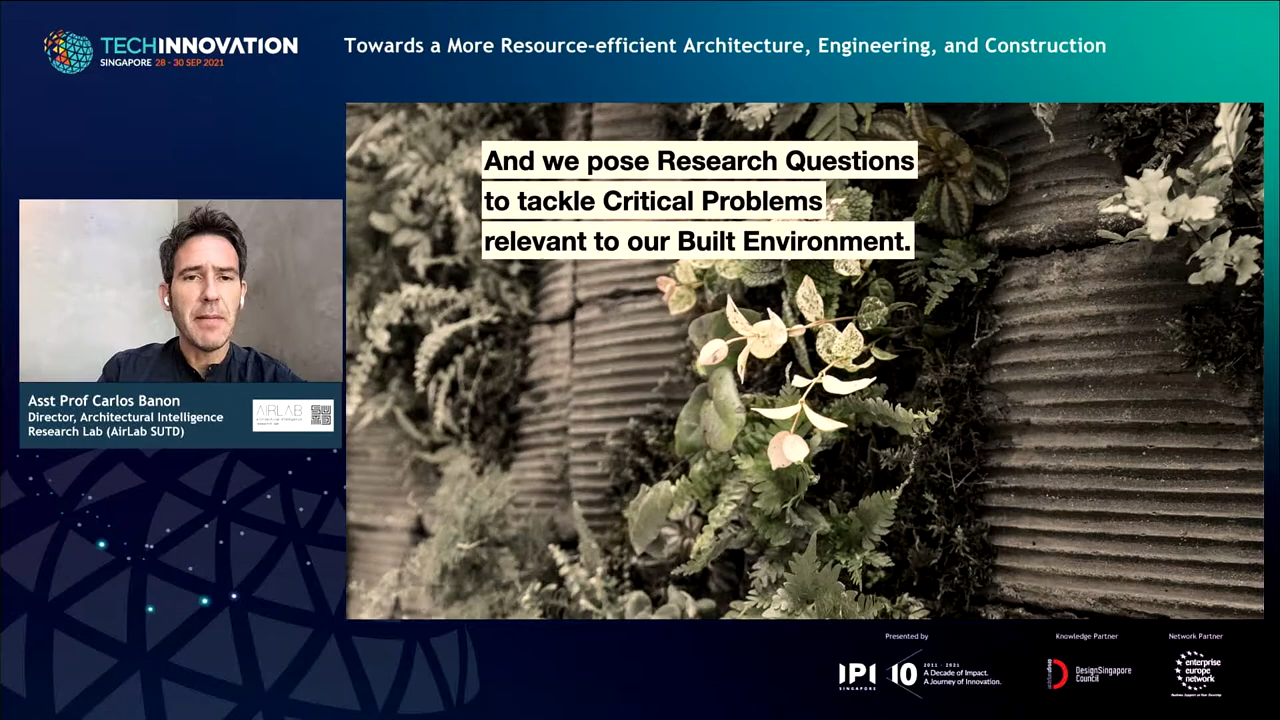 TECHINNOVATION
SINGAPORE 28 - 30 SEP 2021
Towards a More Resource-efficient Architecture, Engineering, and Construction
And we pose Research Questions
to tackle Critical Problems
relevant to our Built Environment.
Asst Prof Carlos Banon
Director, Architectural Intelligence
Research Lab (AirLab SUTD)
AIRLAB
Presented by
IPI
SINGAPORE
10
2011 - 2021
A Decade of Impact.
A Journey of Innovation.
Knowledge Partner
DesignSingapore
Council
Network Partner
enterprise
europe
network